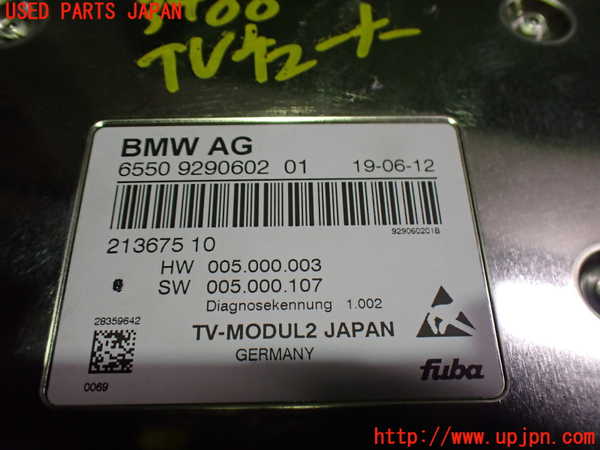 USED PARTS JAPAN
TVチューナー
BMW AG
6550 9290602 01 19-06-12
929060201B
213675 10
HW 005.000.003
SW 005.000.107
Diagnosekennung 1.002
28359642
TV-MODUL2 JAPAN
GERMANY
0069
fuba
http://www.upjpn.com/